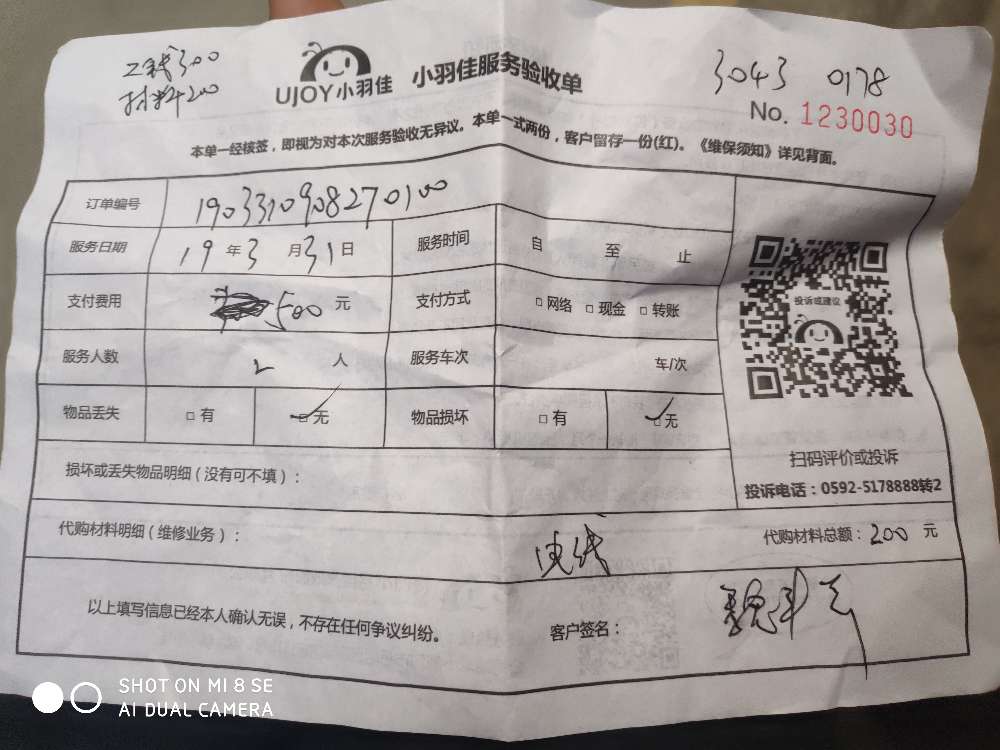 工钱300
材料200
UJOY小羽佳
小羽佳服务验收单
3043 0178
No. 1230030
本单一经核签，即视为对本次服务验收无异议。本单一式两份，客户留存一份(红)。《维保须知》详见背面。
订单编号 1903310908270100
服务日期 19 年 3 月 31 日 服务时间 自 至 止
支付费用 500 元 支付方式 □ 网络 □ 现金 □ 转账
投诉或建议
服务人数 2 人 服务车次 车/次
物品丢失 □ 有 ☑ 无 物品损坏 □ 有 ☑ 无
损坏或丢失物品明细（没有可不填）：
扫码评价或投诉
投诉电话：0592-5178888转2
代购材料明细（维修业务）： 电线 代购材料总额：200 元
以上填写信息已经本人确认无误，不存在任何争议纠纷。 客户签名：
SHOT ON MI 8 SE
AI DUAL CAMERA